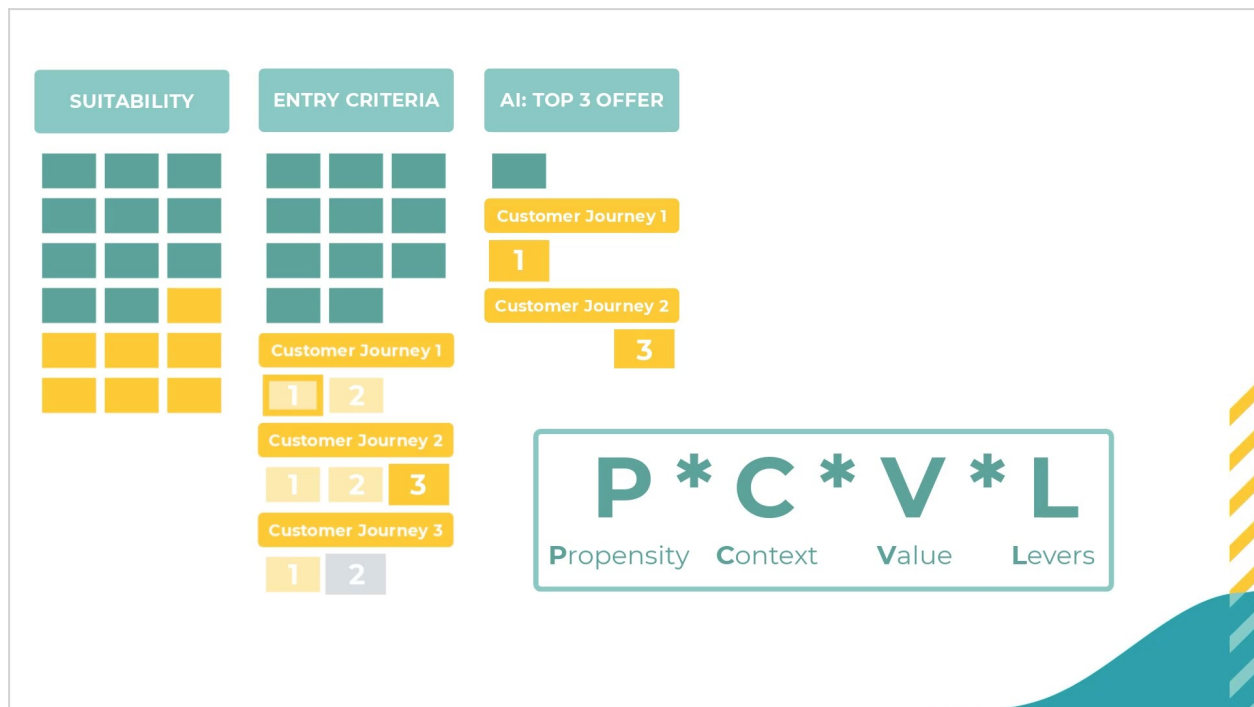 SUITABILITY
ENTRY CRITERIA
AI: TOP 3 OFFER
Customer Journey 1
1 2
Customer Journey 2
1 2 3
Customer Journey 3
1 2
Customer Journey 1
1
Customer Journey 2
3
P * C * V * L
Propensity Context Value Levers